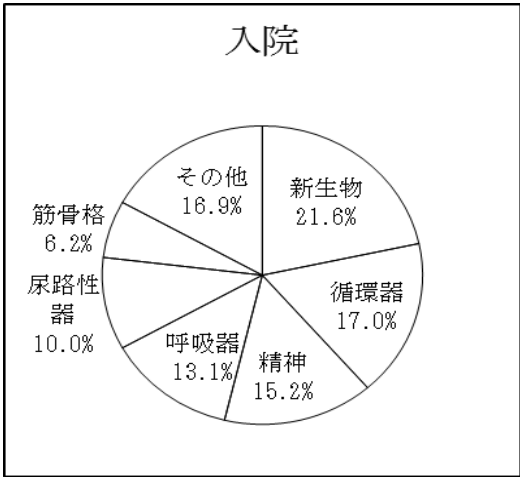 入院
新生物
21.6%
循環器
17.0%
精神
15.2%
呼吸器
13.1%
尿路性
器
10.0%
筋骨格
6.2%
その他
16.9%